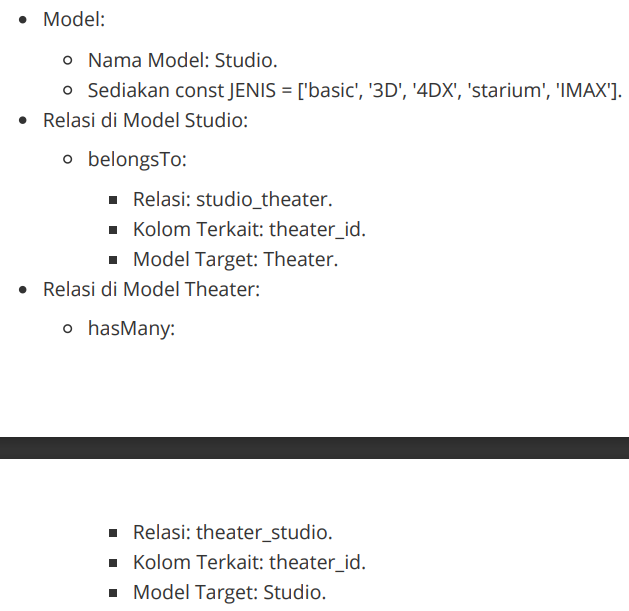 Model:
Nama Model: Studio.
Sediakan const JENIS = ['basic', '3D', '4DX', 'starium', 'IMAX'].
Relasi di Model Studio:
belongsTo:
Relasi: studio_theater.
Kolom Terkait: theater_id.
Model Target: Theater.
Relasi di Model Theater:
hasMany:
Relasi: theater_studio.
Kolom Terkait: theater_id.
Model Target: Studio.